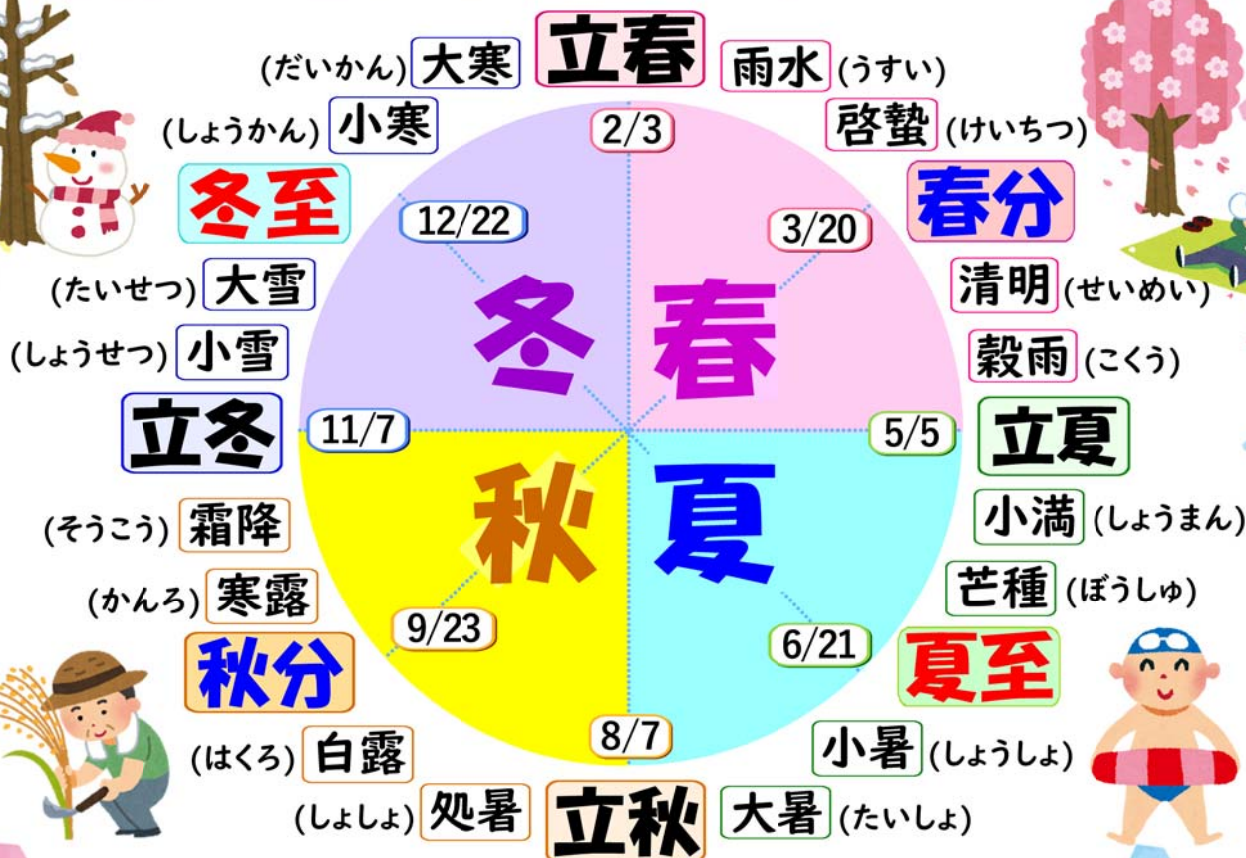 立春
(だいかん) 大寒
雨水 (うすい)
(しょうかん) 小寒
2/3
啓蟄 (けいちつ)
冬至
12/22
3/20
春分
(たいせつ) 大雪
清明 (せいめい)
冬
春
(しょうせつ) 小雪
穀雨 (こくう)
立冬
11/7
5/5
立夏
(そうこう) 霜降
秋
夏
小満 (しょうまん)
(かんろ) 寒露
芒種 (ぼうしゅ)
秋分
9/23
6/21
夏至
(はくろ) 白露
8/7
小暑 (しょうしょ)
(しょしょ) 処暑
立秋
大暑 (たいしょ)